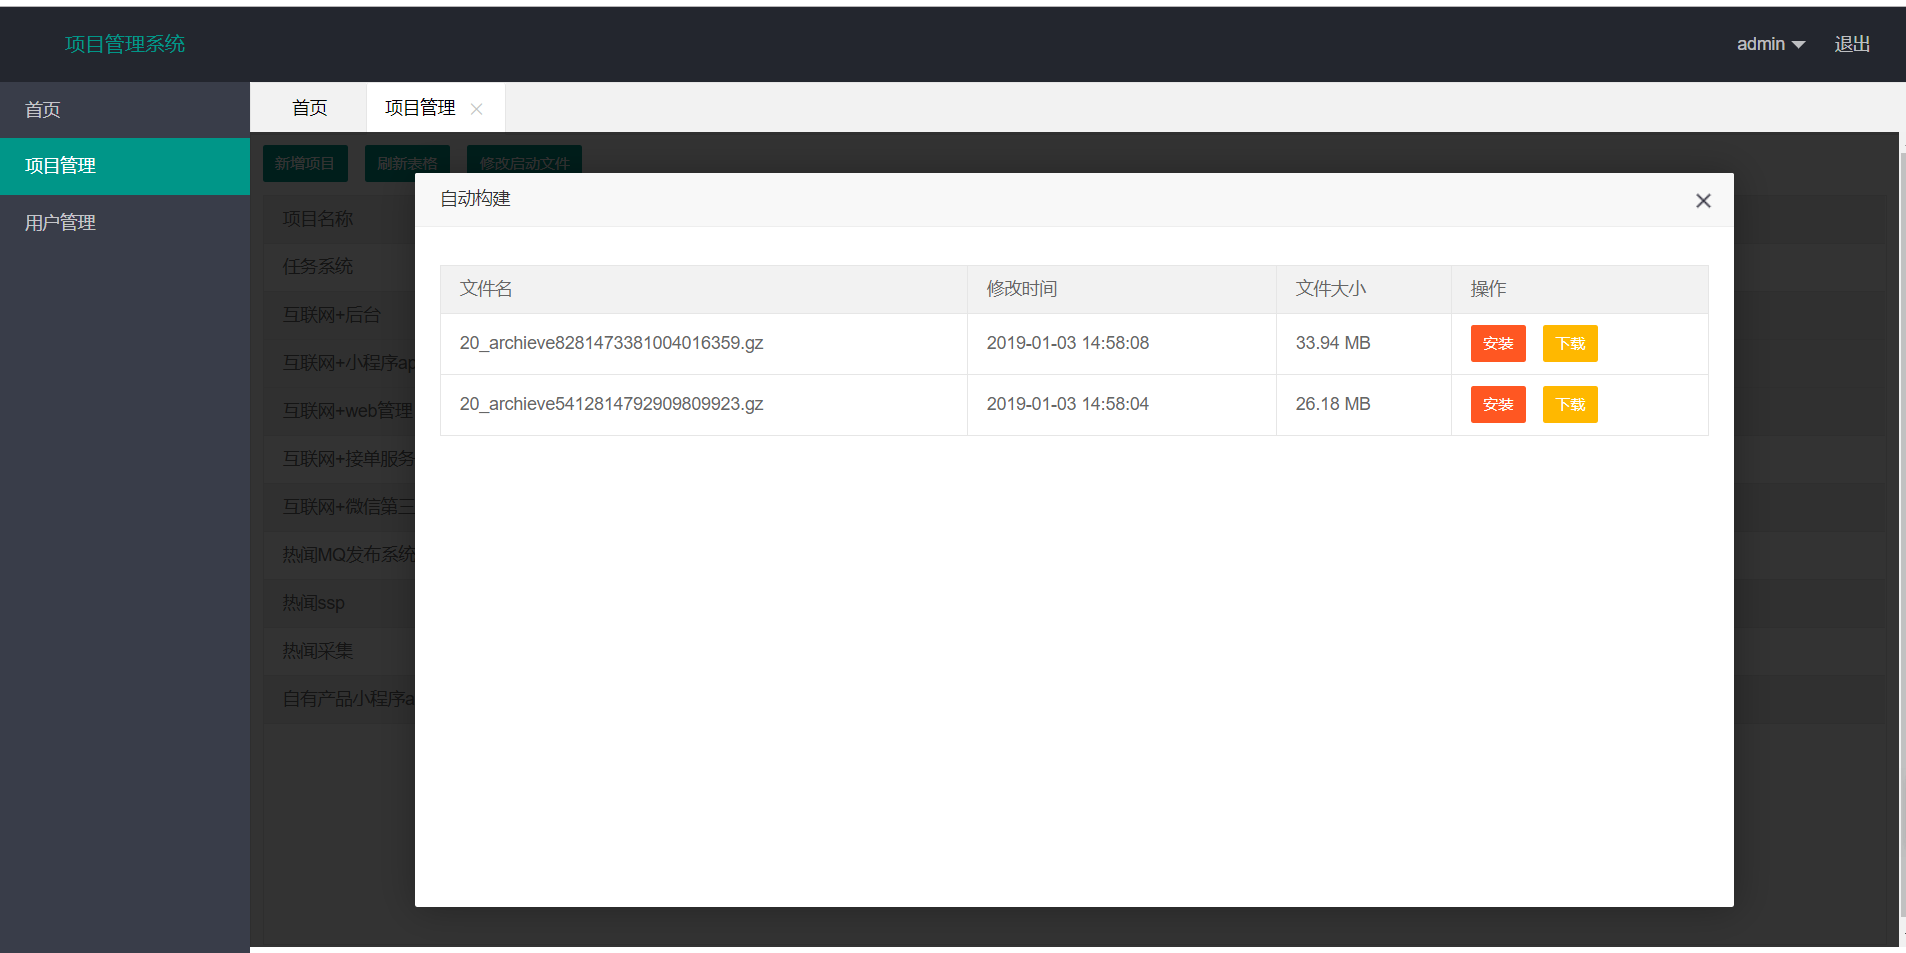 项目管理系统
admin 退出
首页
项目管理
用户管理
首页 项目管理
新增项目 刷新表格 修改启动文件
自动构建
项目名称
任务系统
互联网+后台
互联网+小程序ap
互联网+web管理
互联网+接单服务
互联网+微信第三
热闻MQ发布系统
热闻ssp
热闻采集
自有产品小程序a
文件名 修改时间 文件大小 操作
20_archieve8281473381004016359.gz 2019-01-03 14:58:08 33.94 MB 安装 下载
20_archieve5412814792909809923.gz 2019-01-03 14:58:04 26.18 MB 安装 下载